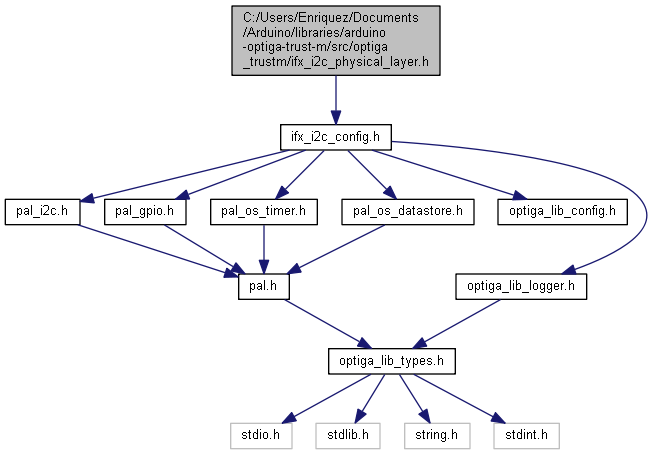 C:/Users/Enriquez/Documents
/Arduino/libraries/arduino
-optiga-trust-m/src/optiga
_trustm/ifx_i2c_physical_layer.h
ifx_i2c_config.h
pal_i2c.h
pal_gpio.h
pal_os_timer.h
pal_os_datastore.h
optiga_lib_config.h
pal.h
optiga_lib_logger.h
optiga_lib_types.h
stdio.h
stdlib.h
string.h
stdint.h